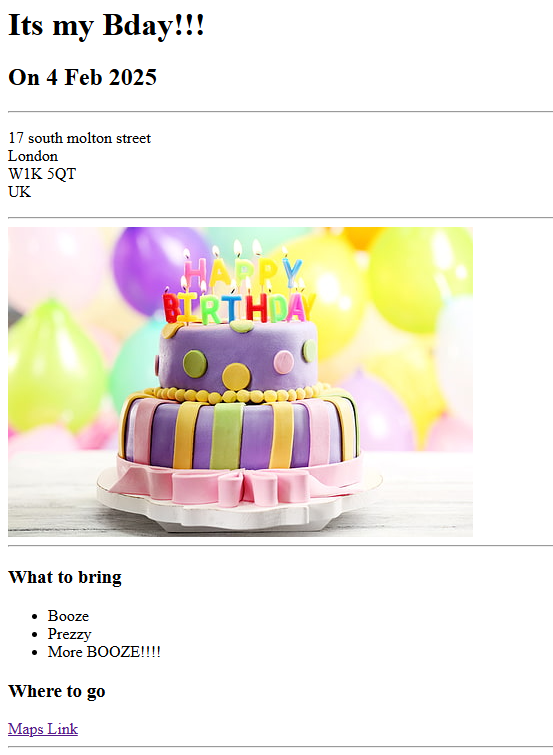 Its my Bday!!!
On 4 Feb 2025
17 south molton street
London
W1K 5QT
UK
HAPPY
BIRTHDAY
What to bring
Booze
Prezzy
More BOOZE!!!!
Where to go
Maps Link